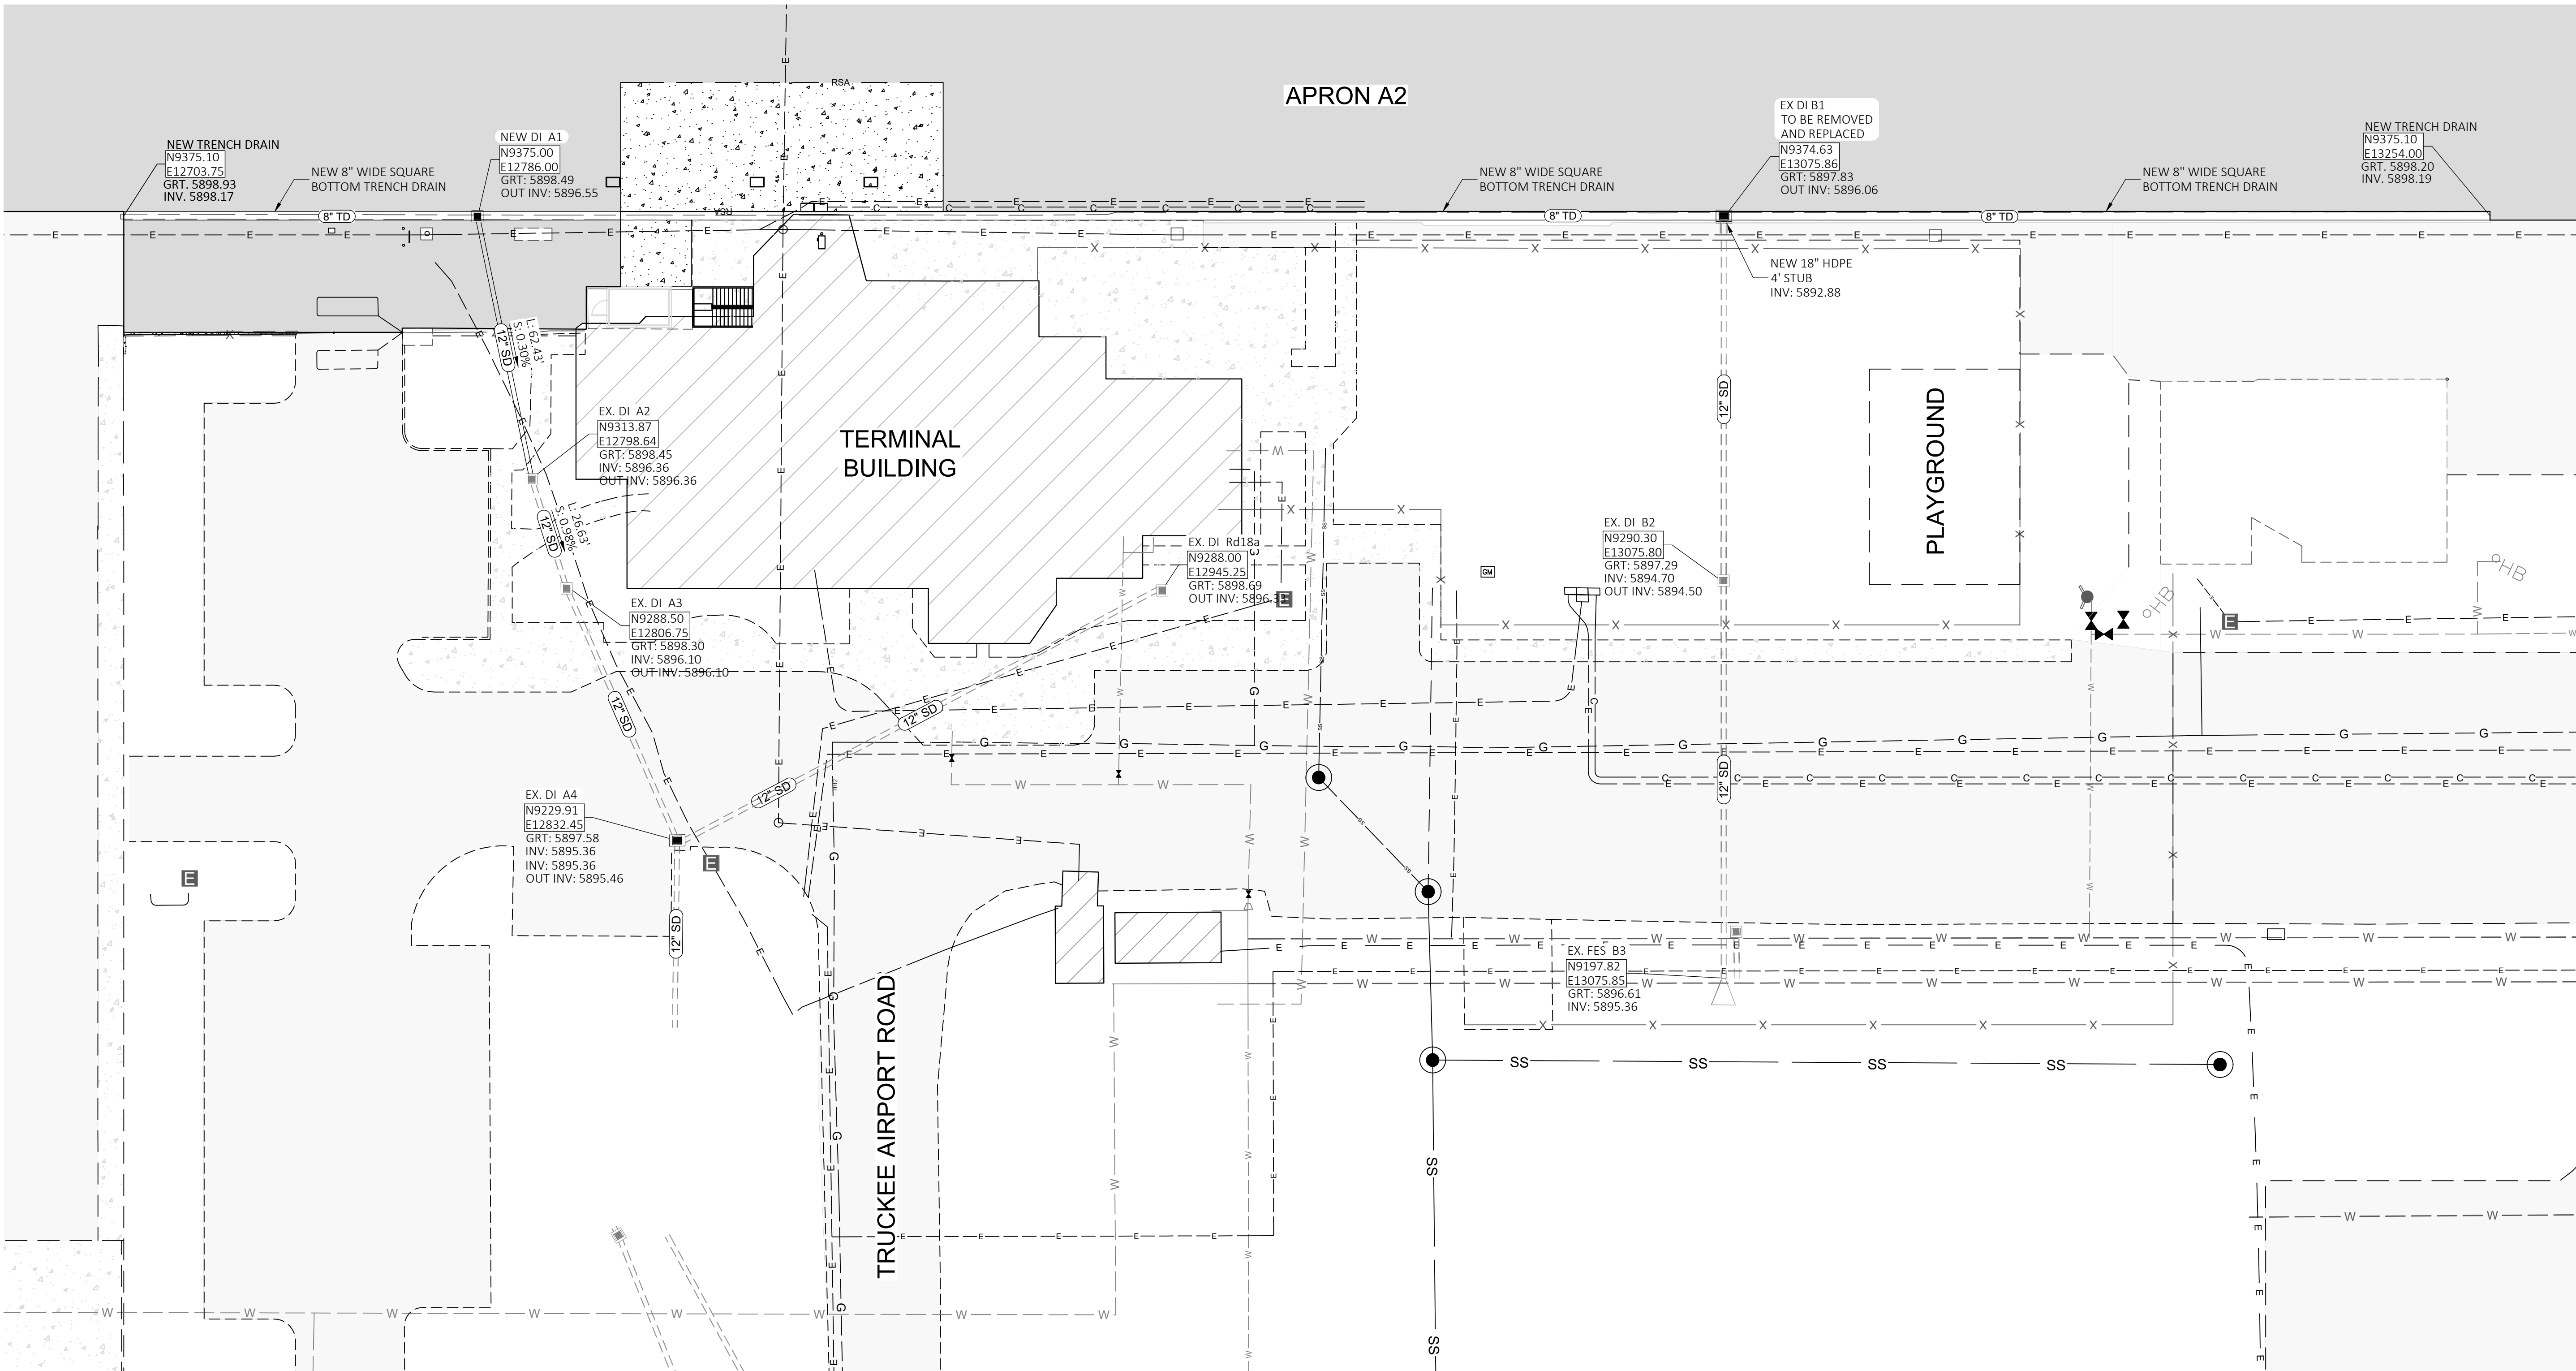 APRON A2
RSA
NEW TRENCH DRAIN
N9375.10
E12703.75
GRT. 5898.93
INV. 5898.17
NEW 8" WIDE SQUARE
BOTTOM TRENCH DRAIN
NEW DI A1
N9375.00
E12786.00
GRT: 5898.49
OUT INV: 5896.55
NEW 8" WIDE SQUARE
BOTTOM TRENCH DRAIN
EX DI B1
TO BE REMOVED
AND REPLACED
N9374.63
E13075.86
GRT: 5897.83
OUT INV: 5896.06
NEW 8" WIDE SQUARE
BOTTOM TRENCH DRAIN
NEW TRENCH DRAIN
N9375.10
E13254.00
GRT. 5898.20
INV. 5898.19
8" TD
RSA
8" TD
8" TD
NEW 18" HDPE
4' STUB
INV: 5892.88
12" SD
L: 62.43'
S: 0.30%
EX. DI A2
N9313.87
E12798.64
GRT: 5898.45
INV: 5896.36
OUT INV: 5896.36
TERMINAL
BUILDING
12" SD
PLAYGROUND
12" SD
L: 26.63'
S: 0.98%
EX. DI Rd18a
N9288.00
E12945.25
GRT: 5898.69
OUT INV: 5896.33
GM
EX. DI B2
N9290.30
E13075.80
GRT: 5897.29
INV: 5894.70
OUT INV: 5894.50
HB
HB
EX. DI A3
N9288.50
E12806.75
GRT: 5898.30
INV: 5896.10
OUT INV: 5896.10
12" SD
12" SD
12" SD
12" SD
EX. DI A4
N9229.91
E12832.45
GRT: 5897.58
INV: 5895.36
INV: 5895.36
OUT INV: 5895.46
12" SD
EX. FES B3
N9197.82
E13075.85
GRT: 5896.61
INV: 5895.36
TRUCKEE AIRPORT ROAD
SS SS SS SS
SS
SS